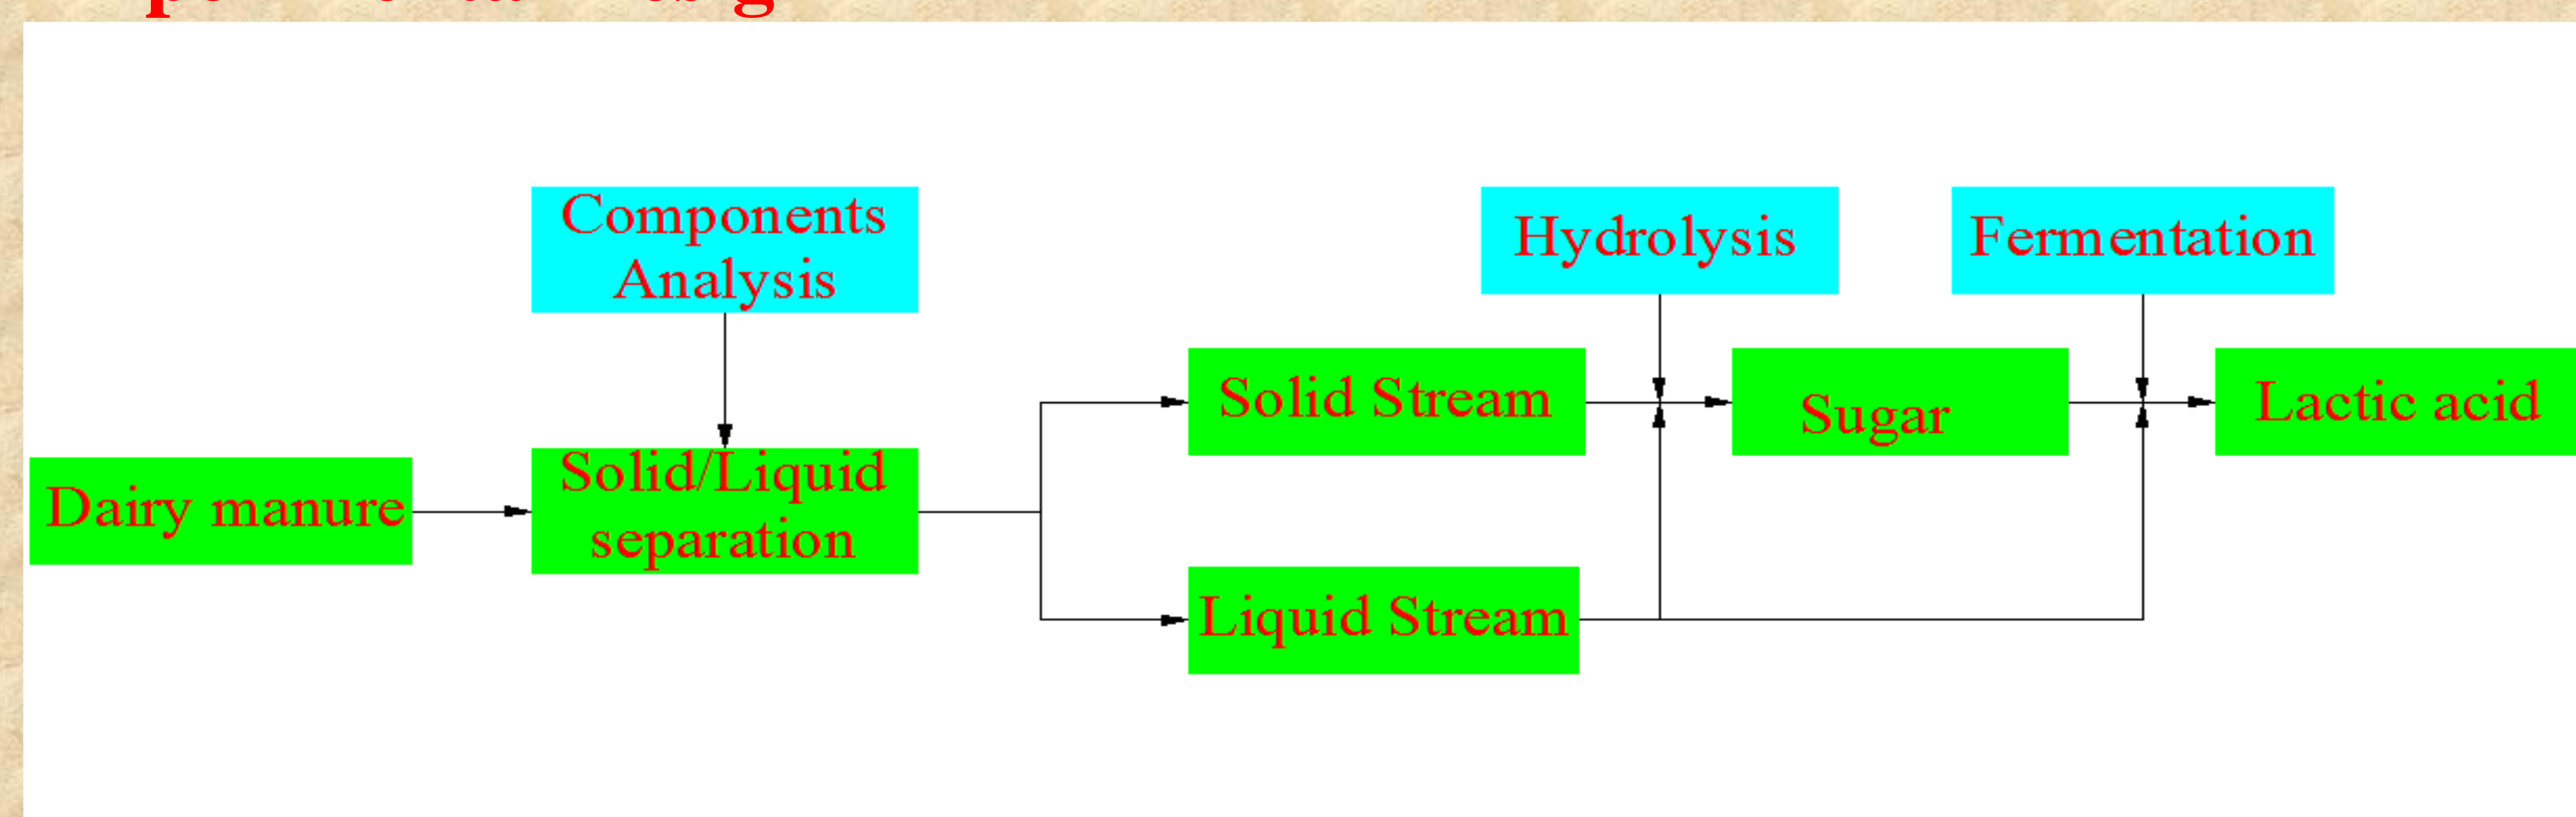 Components
Analysis
Hydrolysis
Fermentation
Solid Stream
Sugar
Lactic acid
Dairy manure
Solid/Liquid
separation
Liquid Stream